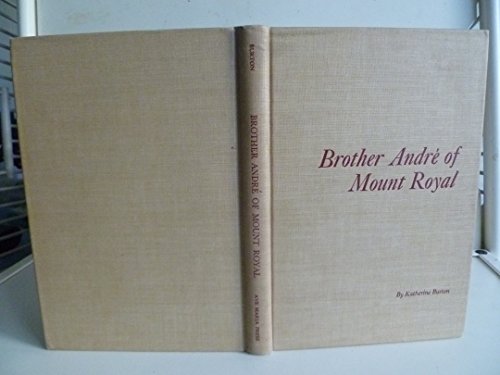 BURTON
BROTHER ANDRÉ OF MOUNT ROYAL
AVE MARIA PRESS
Brother André of
Mount Royal
By Katherine Burton